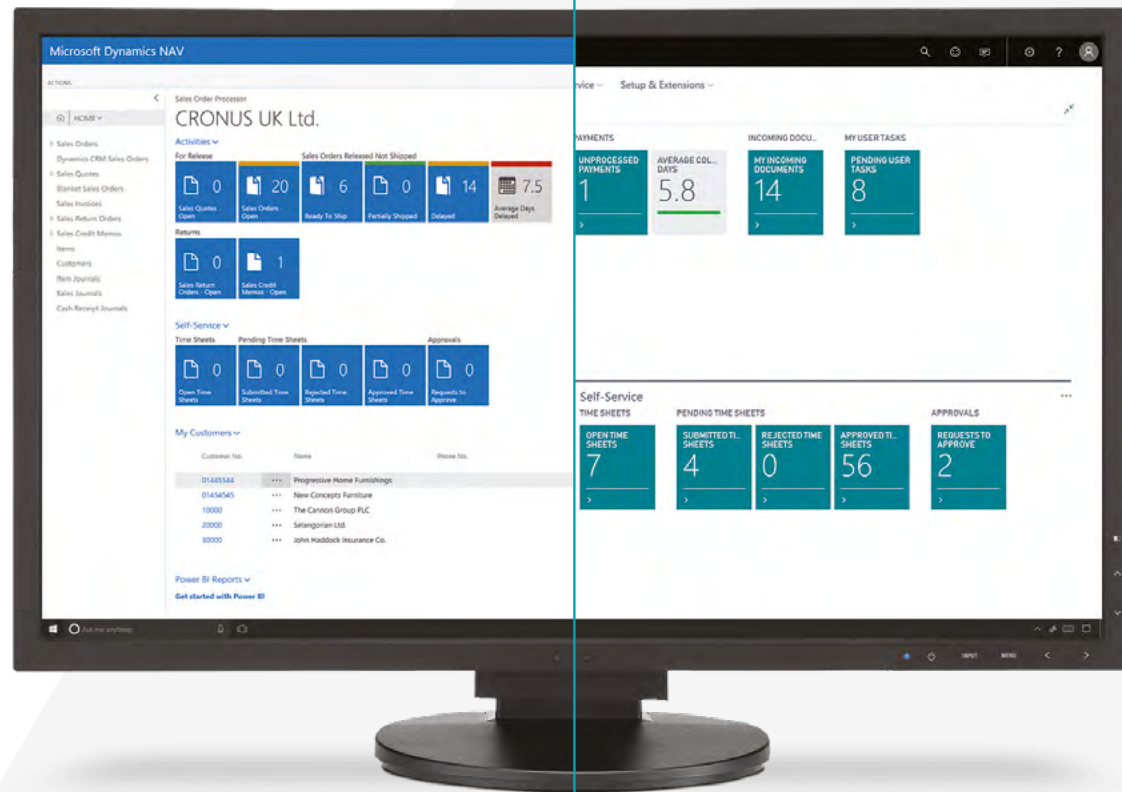 Microsoft Dynamics NAV
ACTIONS
HOME
Sales Orders
Dynamics CRM Sales Orders
Sales Quotes
Blanket Sales Orders
Sales Invoices
Sales Return Orders
Sales Credit Memos
Items
Customers
Item Journals
Sales Journals
Cash Receipt Journals
Sales Order Processor
CRONUS UK Ltd.
Activities
For Release
Sales Orders Released Not Shipped
0
20
6
0
14
7.5
Sales Quotes - Open
Sales Orders - Open
Ready To Ship
Partially Shipped
Delayed
Average Days Delayed
Returns
0
1
Sales Return Orders - Open
Sales Credit Memos - Open
Self-Service
Time Sheets
Pending Time Sheets
Approvals
0
0
0
0
0
Open Time Sheets
Submitted Time Sheets
Rejected Time Sheets
Approved Time Sheets
Requests to Approve
My Customers
Customer No.
Name
Phone No.
01445544 ··· Progressive Home Furnishings
01454545 ··· New Concepts Furniture
10000 ··· The Cannon Group PLC
20000 ··· Selangorian Ltd.
30000 ··· John Haddock Insurance Co.
Power BI Reports
Get started with Power BI
Ask me anything
?
rvice
Setup & Extensions
AYMENTS
INCOMING DOCU...
MY USER TASKS
UNPROCESSED
PAYMENTS
1
AVERAGE COL...
DAYS
5.8
MY INCOMING
DOCUMENTS
14
PENDING USER
TASKS
8
Self-Service
TIME SHEETS
PENDING TIME SHEETS
APPROVALS
OPEN TIME
SHEETS
7
SUBMITTED TI...
SHEETS
4
REJECTED TIME
SHEETS
0
APPROVED TI...
SHEETS
56
REQUESTS TO
APPROVE
2
INPUT
MENU